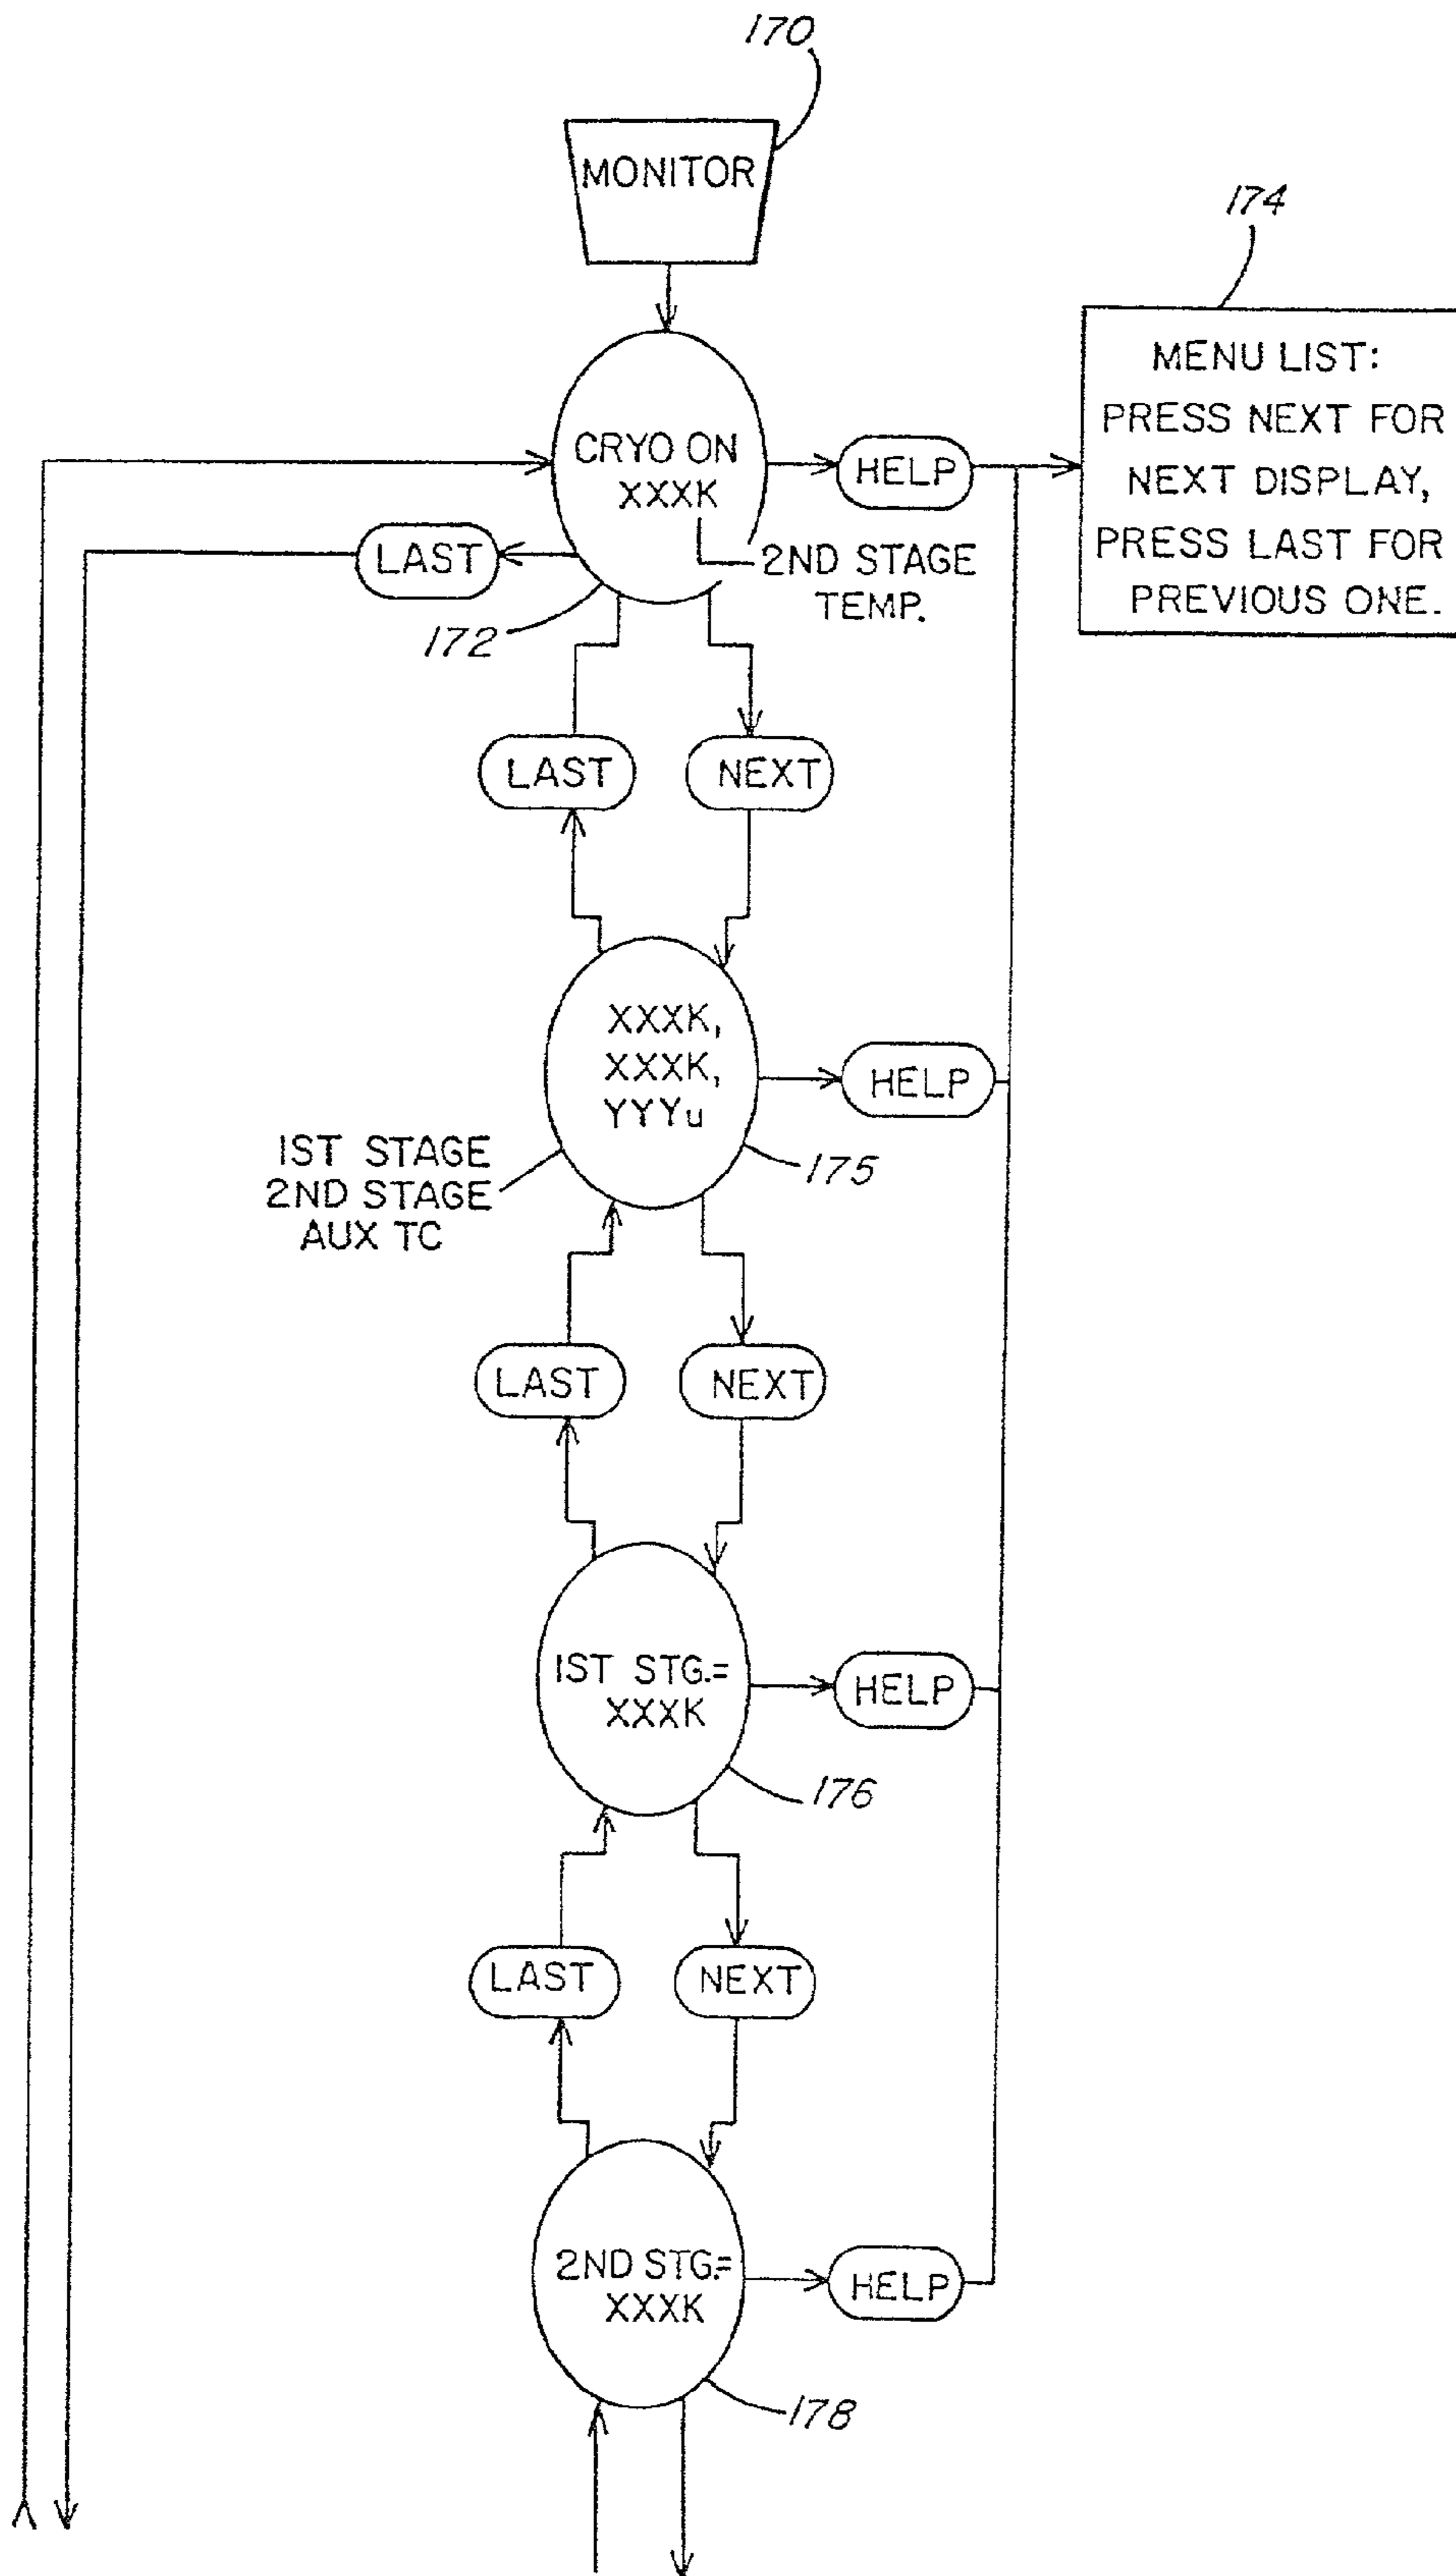 170
MONITOR
174
MENU LIST:
PRESS NEXT FOR
NEXT DISPLAY,
PRESS LAST FOR
PREVIOUS ONE.
CRYO ON
XXXK
HELP
LAST
2ND STAGE
TEMP.
172
LAST
NEXT
XXXK,
XXXK,
YYYu
HELP
1ST STAGE
2ND STAGE
AUX TC
175
LAST
NEXT
1ST STG.=
XXXK
HELP
176
LAST
NEXT
2ND STG.=
XXXK
HELP
178